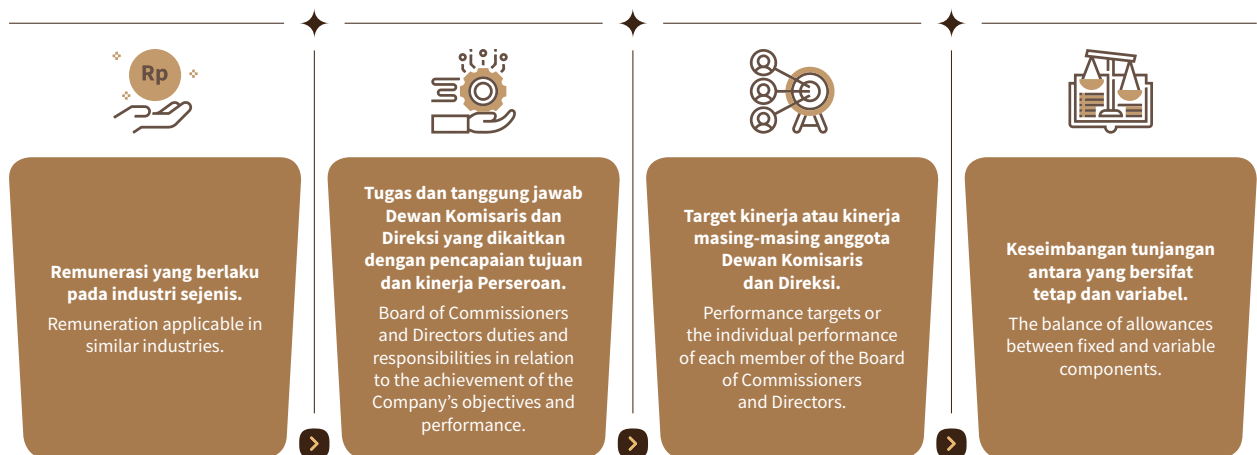 Rp
Remunerasi yang berlaku
pada industri sejenis.
Remuneration applicable in
similar industries.
Tugas dan tanggung jawab
Dewan Komisaris dan
Direksi yang dikaitkan
dengan pencapaian tujuan
dan kinerja Perseroan.
Board of Commissioners
and Directors duties and
responsibilities in relation
to the achievement of the
Company’s objectives and
performance.
Target kinerja atau kinerja
masing-masing anggota
Dewan Komisaris
dan Direksi.
Performance targets or
the individual performance
of each member of the Board
of Commissioners
and Directors.
Keseimbangan tunjangan
antara yang bersifat
tetap dan variabel.
The balance of allowances
between fixed and variable
components.